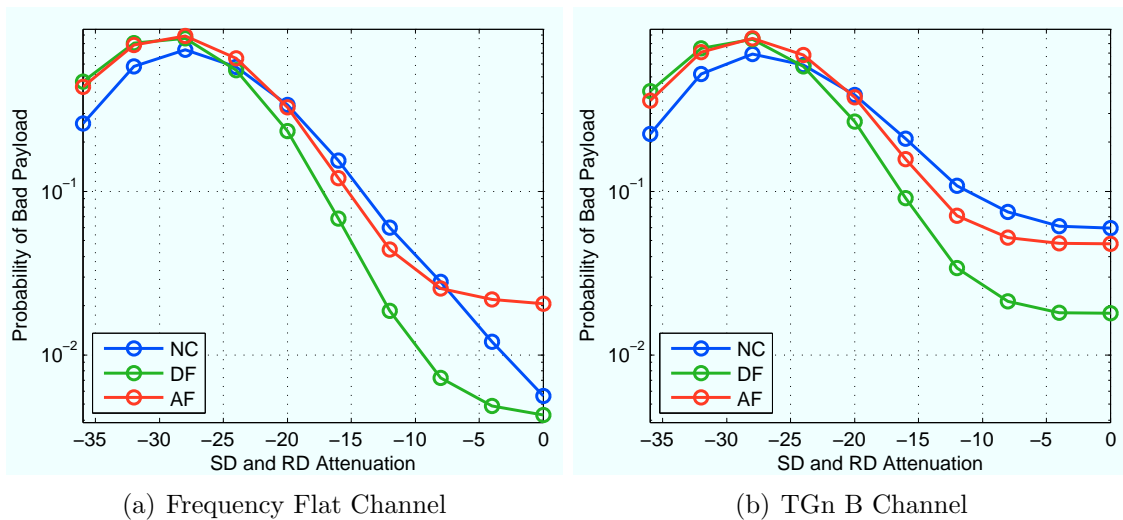 Probability of Bad Payload
10⁻¹
10⁻²
NC
DF
AF
−35 −30 −25 −20 −15 −10 −5 0
SD and RD Attenuation
(a) Frequency Flat Channel
Probability of Bad Payload
10⁻¹
10⁻²
NC
DF
AF
−35 −30 −25 −20 −15 −10 −5 0
SD and RD Attenuation
(b) TGn B Channel